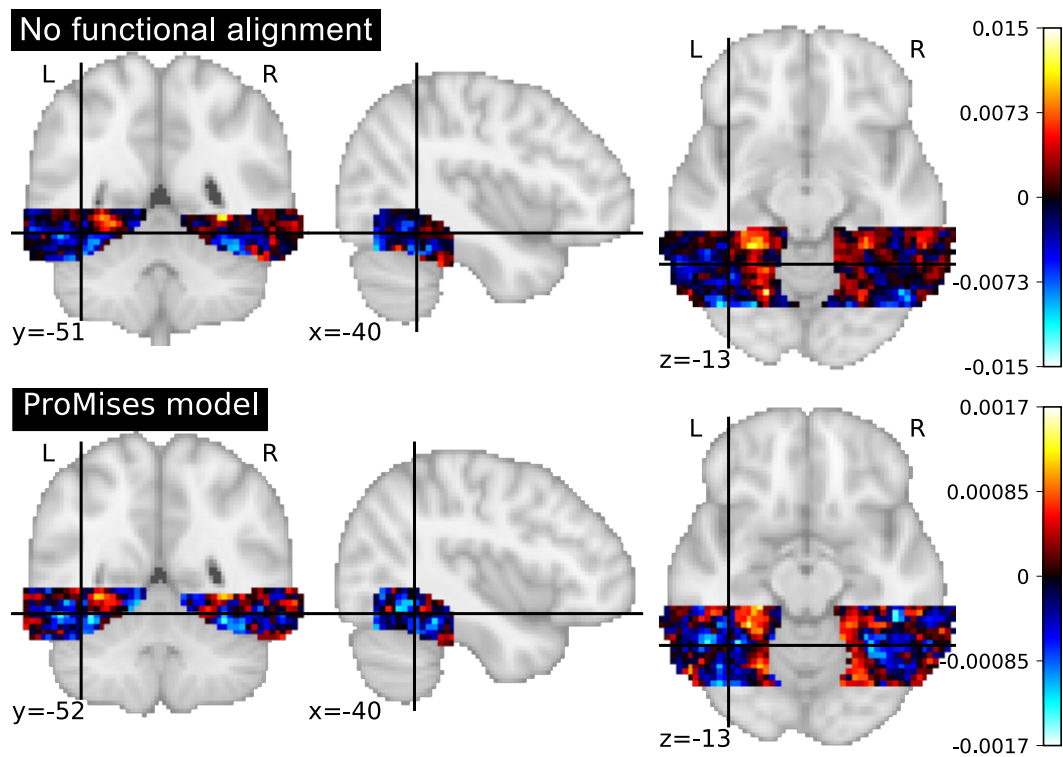 No functional alignment
L R
y=-51
x=-40
L R
z=-13
0.015
0.0073
0
-0.0073
-0.015
ProMises model
L R
y=-52
x=-40
L R
z=-13
0.0017
0.00085
0
-0.00085
-0.0017